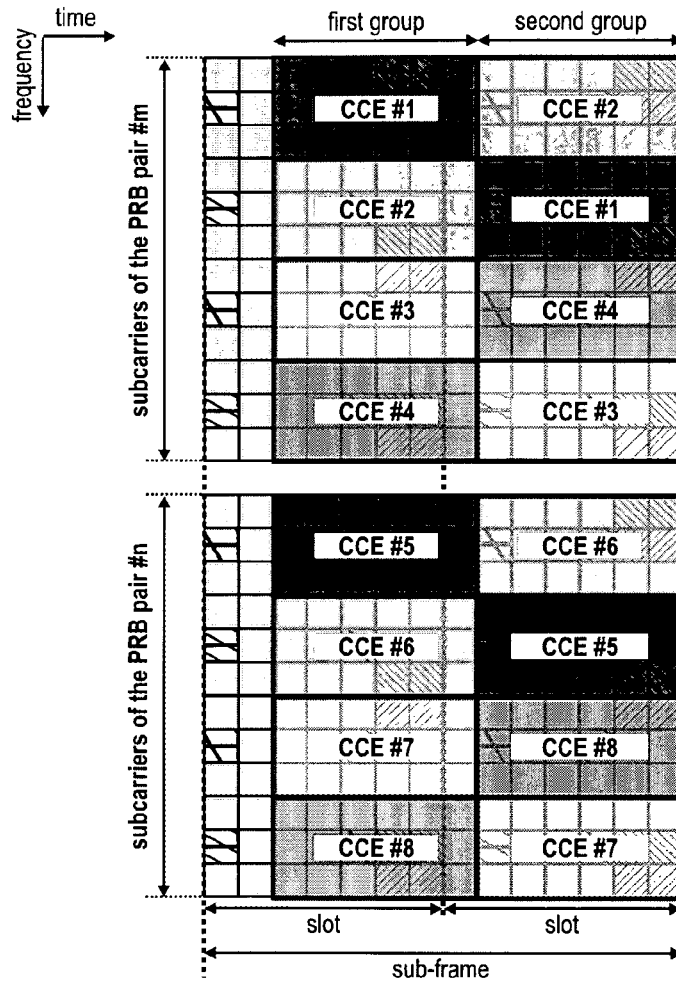 time
first group
second group
frequency
subcarriers of the PRB pair #m
CCE #1
CCE #2
CCE #2
CCE #1
CCE #3
CCE #4
CCE #4
CCE #3
subcarriers of the PRB pair #n
CCE #5
CCE #6
CCE #6
CCE #5
CCE #7
CCE #8
CCE #8
CCE #7
slot
slot
sub-frame